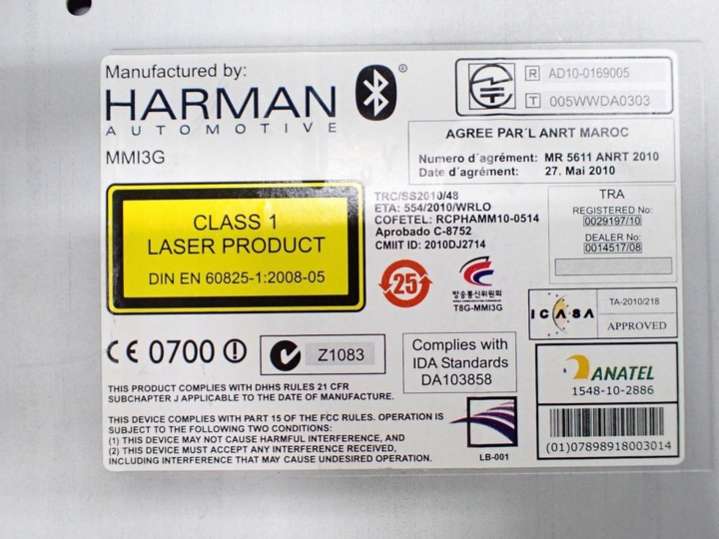 Manufactured by:
HARMAN
AUTOMOTIVE
MMI3G
R AD10-0169005
T 005WWDA0303
AGREE PAR´L ANRT MAROC
Numero d´agrément: MR 5611 ANRT 2010
Date d´agrément: 27. Mai 2010
CLASS 1
LASER PRODUCT
DIN EN 60825-1:2008-05
TRC/SS2010/48
ETA: 554/2010/WRLO
COFETEL: RCPHAMM10-0514
Aprobado C-8752
CMIIT ID: 2010DJ2714
25
방송통신위원회
T8G-MMI3G
TRA
REGISTERED No:
0029197/10
DEALER No:
0014517/08
ICASA
TA-2010/218
APPROVED
CE 0700
Z1083
Complies with
IDA Standards
DA103858
ANATEL
1548-10-2886
(01)07898918003014
THIS PRODUCT COMPLIES WITH DHHS RULES 21 CFR
SUBCHAPTER J APPLICABLE TO THE DATE OF MANUFACTURE.
THIS DEVICE COMPLIES WITH PART 15 OF THE FCC RULES. OPERATION IS
SUBJECT TO THE FOLLOWING TWO CONDITIONS:
(1) THIS DEVICE MAY NOT CAUSE HARMFUL INTERFERENCE, AND
(2) THIS DEVICE MUST ACCEPT ANY INTERFERENCE RECEIVED,
INCLUDING INTERFERENCE THAT MAY CAUSE UNDESIRED OPERATION.
LB-001